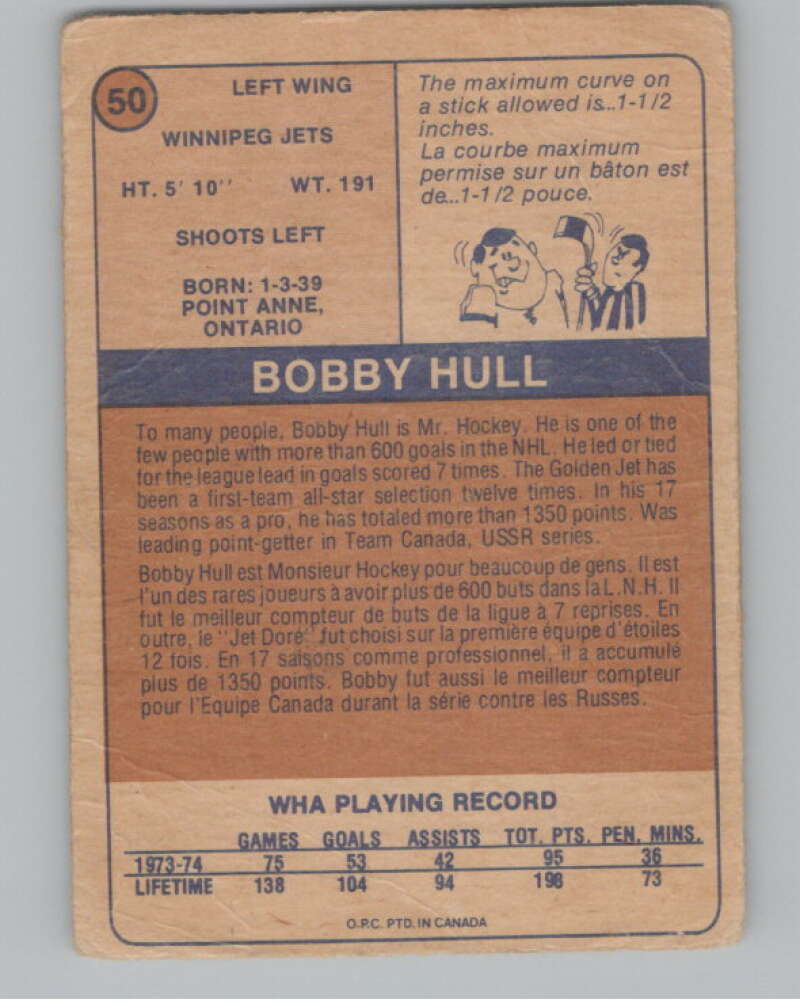 50
LEFT WING
WINNIPEG JETS
HT. 5' 10'' WT. 191
SHOOTS LEFT
BORN: 1-3-39
POINT ANNE,
ONTARIO
The maximum curve on
a stick allowed is...1-1/2
inches.
La courbe maximum
permise sur un bâton est
de...1-1/2 pouce.
BOBBY HULL
To many people, Bobby Hull is Mr. Hockey. He is one of the
few people with more than 600 goals in the NHL. He led or tied
for the league lead in goals scored 7 times. The Golden Jet has
been a first-team all-star selection twelve times. In his 17
seasons as a pro, he has totaled more than 1350 points. Was
leading point-getter in Team Canada, USSR series.
Bobby Hull est Monsieur Hockey pour beaucoup de gens. Il est
l'un des rares joueurs à avoir plus de 600 buts dans la L.N.H. Il
fut le meilleur compteur de buts de la ligue à 7 reprises. En
outre, le "Jet Doré" fut choisi sur la première équipe d'étoiles
12 fois. En 17 saisons comme professionnel, il a accumulé
plus de 1350 points. Bobby fut aussi le meilleur compteur
pour l'Equipe Canada durant la série contre les Russes.
WHA PLAYING RECORD
GAMES GOALS ASSISTS TOT. PTS. PEN. MINS.
1973-74 75 53 42 95 36
LIFETIME 138 104 94 198 73
O.P.C. PTD. IN CANADA